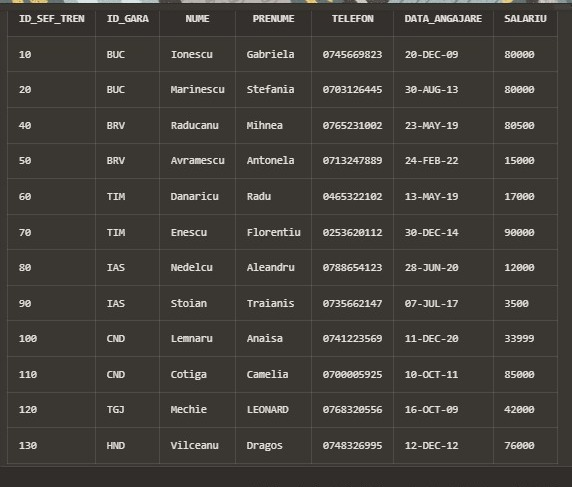 ID_SEF_TREN ID_GARA NUME PRENUME TELEFON DATA_ANGAJARE SALARIU
10 BUC Ionescu Gabriela 0745669823 20-DEC-09 80000
20 BUC Marinescu Stefania 0703126445 30-AUG-13 80000
40 BRV Raducanu Mihnea 0765231002 23-MAY-19 80500
50 BRV Avramescu Antonela 0713247889 24-FEB-22 15000
60 TIM Danaricu Radu 0465322102 13-MAY-19 17000
70 TIM Enescu Florentiu 0253620112 30-DEC-14 90000
80 IAS Nedelcu Aleandru 0788654123 28-JUN-20 12000
90 IAS Stoian Traianis 0735662147 07-JUL-17 3500
100 CND Lemnaru Anaisa 0741223569 11-DEC-20 33999
110 CND Cotiga Camelia 0700005925 10-OCT-11 85000
120 TGJ Mechie LEONARD 0768320556 16-OCT-09 42000
130 HND Vilceanu Dragos 0748326995 12-DEC-12 76000